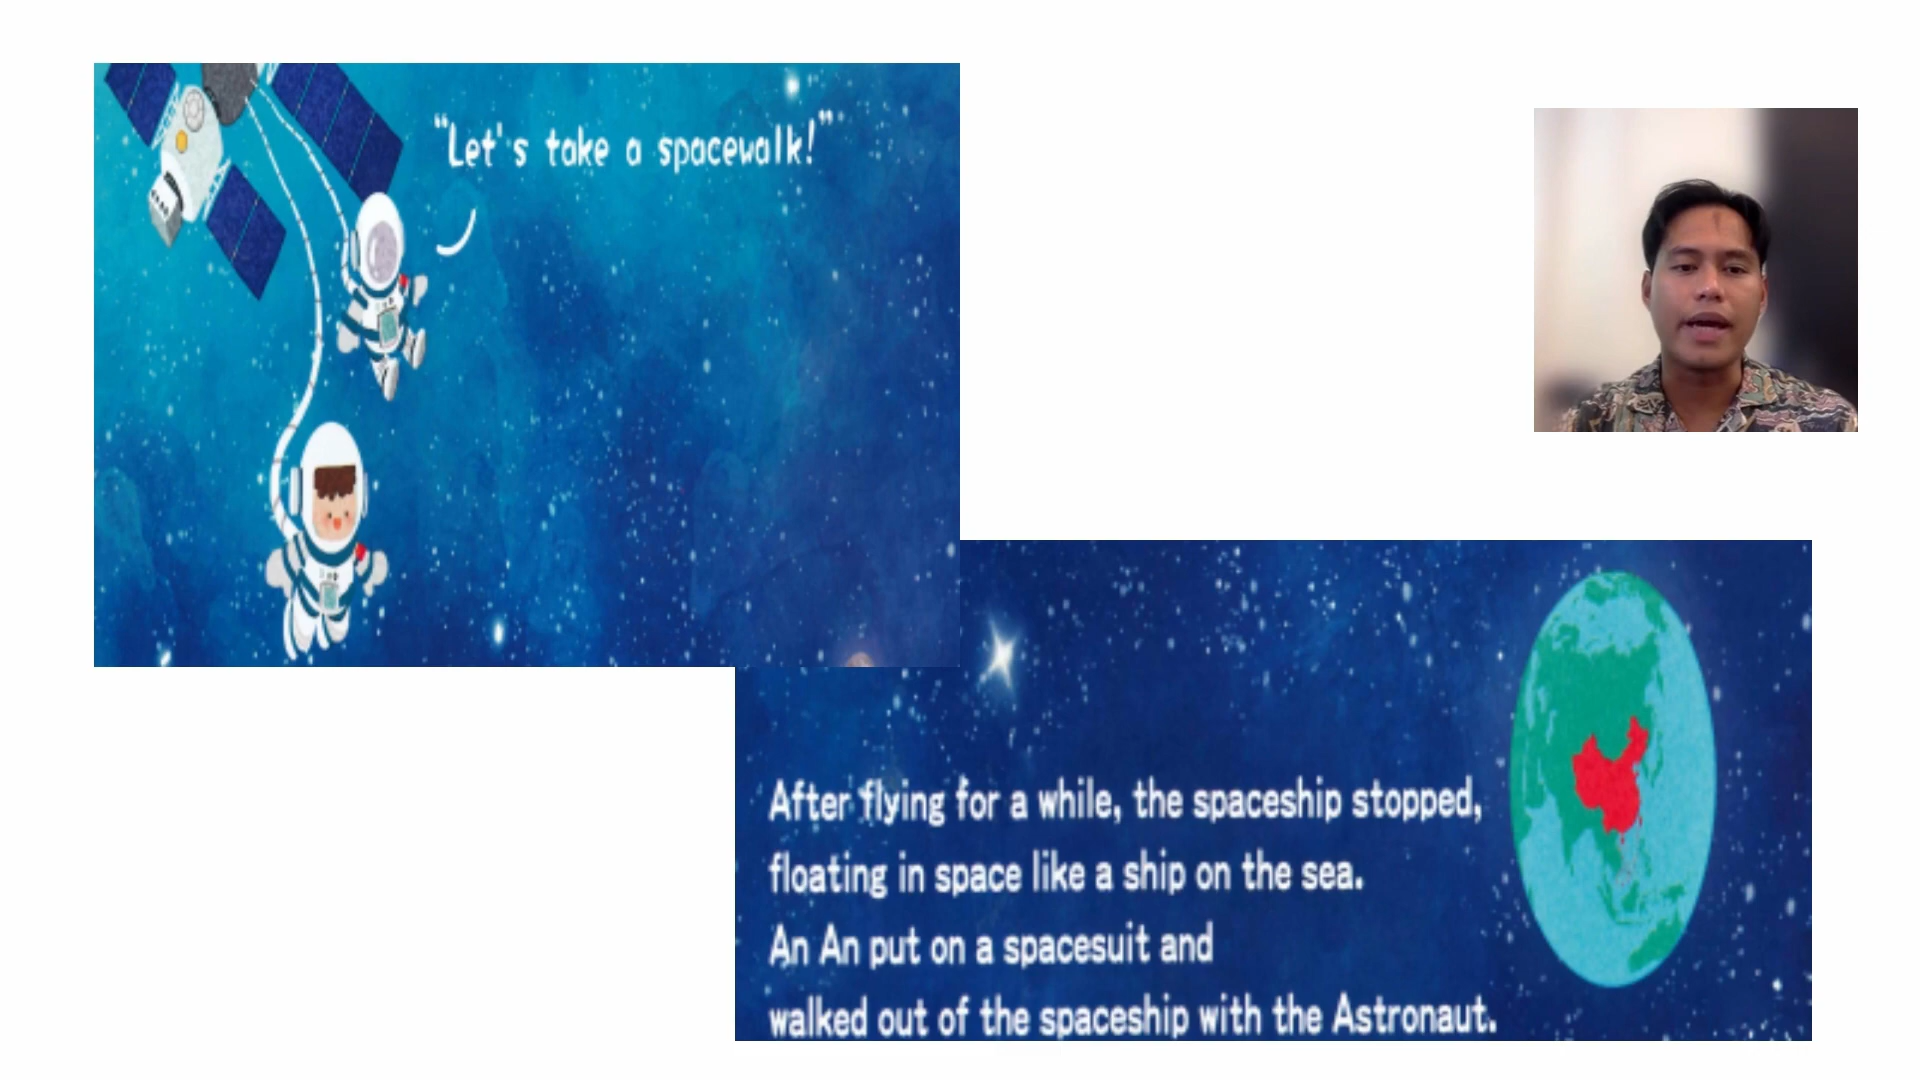 "Let's take a spacewalk!"
After flying for a while, the spaceship stopped,
floating in space like a ship on the sea.
An An put on a spacesuit and
walked out of the spaceship with the Astronaut.